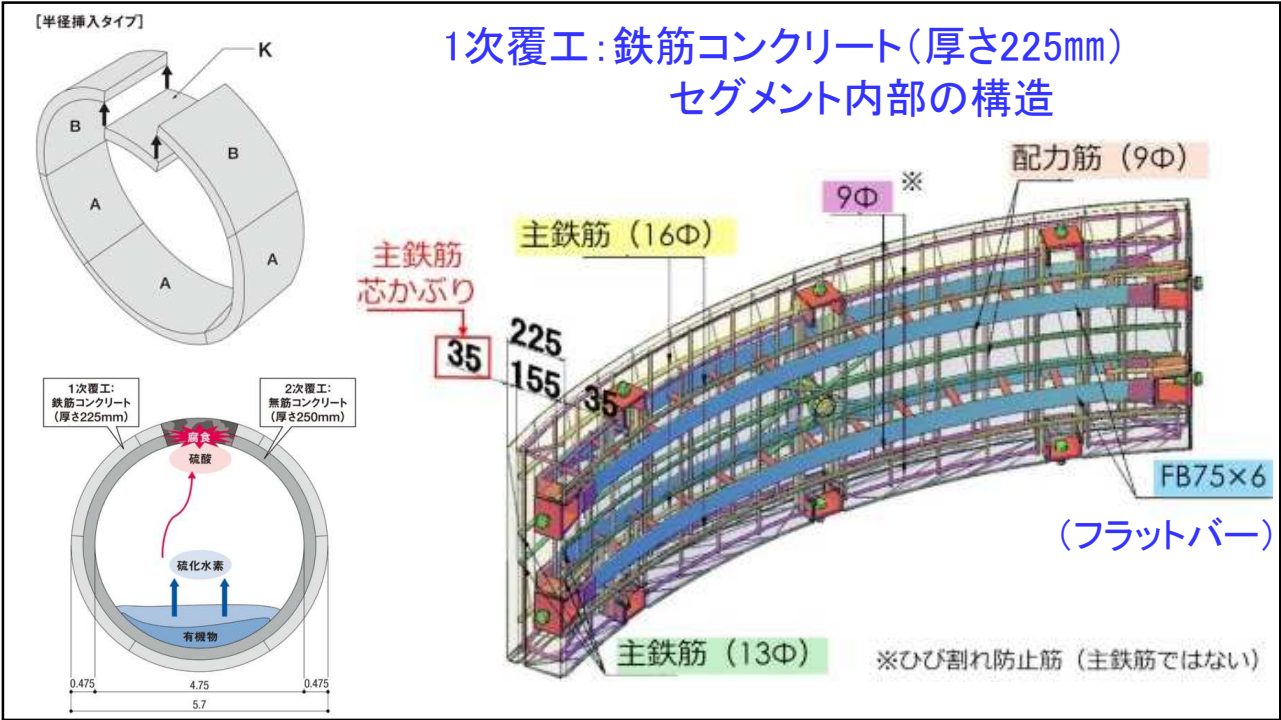 [半径挿入タイプ]
K
B
B
A
A
A
1次覆工:鉄筋コンクリート(厚さ225mm)
セグメント内部の構造
配力筋(9Φ)
9Φ
※
主鉄筋(16Φ)
主鉄筋
芯かぶり
35
225
155
35
FB75×6
(フラットバー)
主鉄筋(13Φ)
※ひび割れ防止筋(主鉄筋ではない)
1次覆工:
鉄筋コンクリート
(厚さ225mm)
2次覆工:
無筋コンクリート
(厚さ250mm)
腐食
硫酸
硫化水素
有機物
0.475
4.75
0.475
5.7